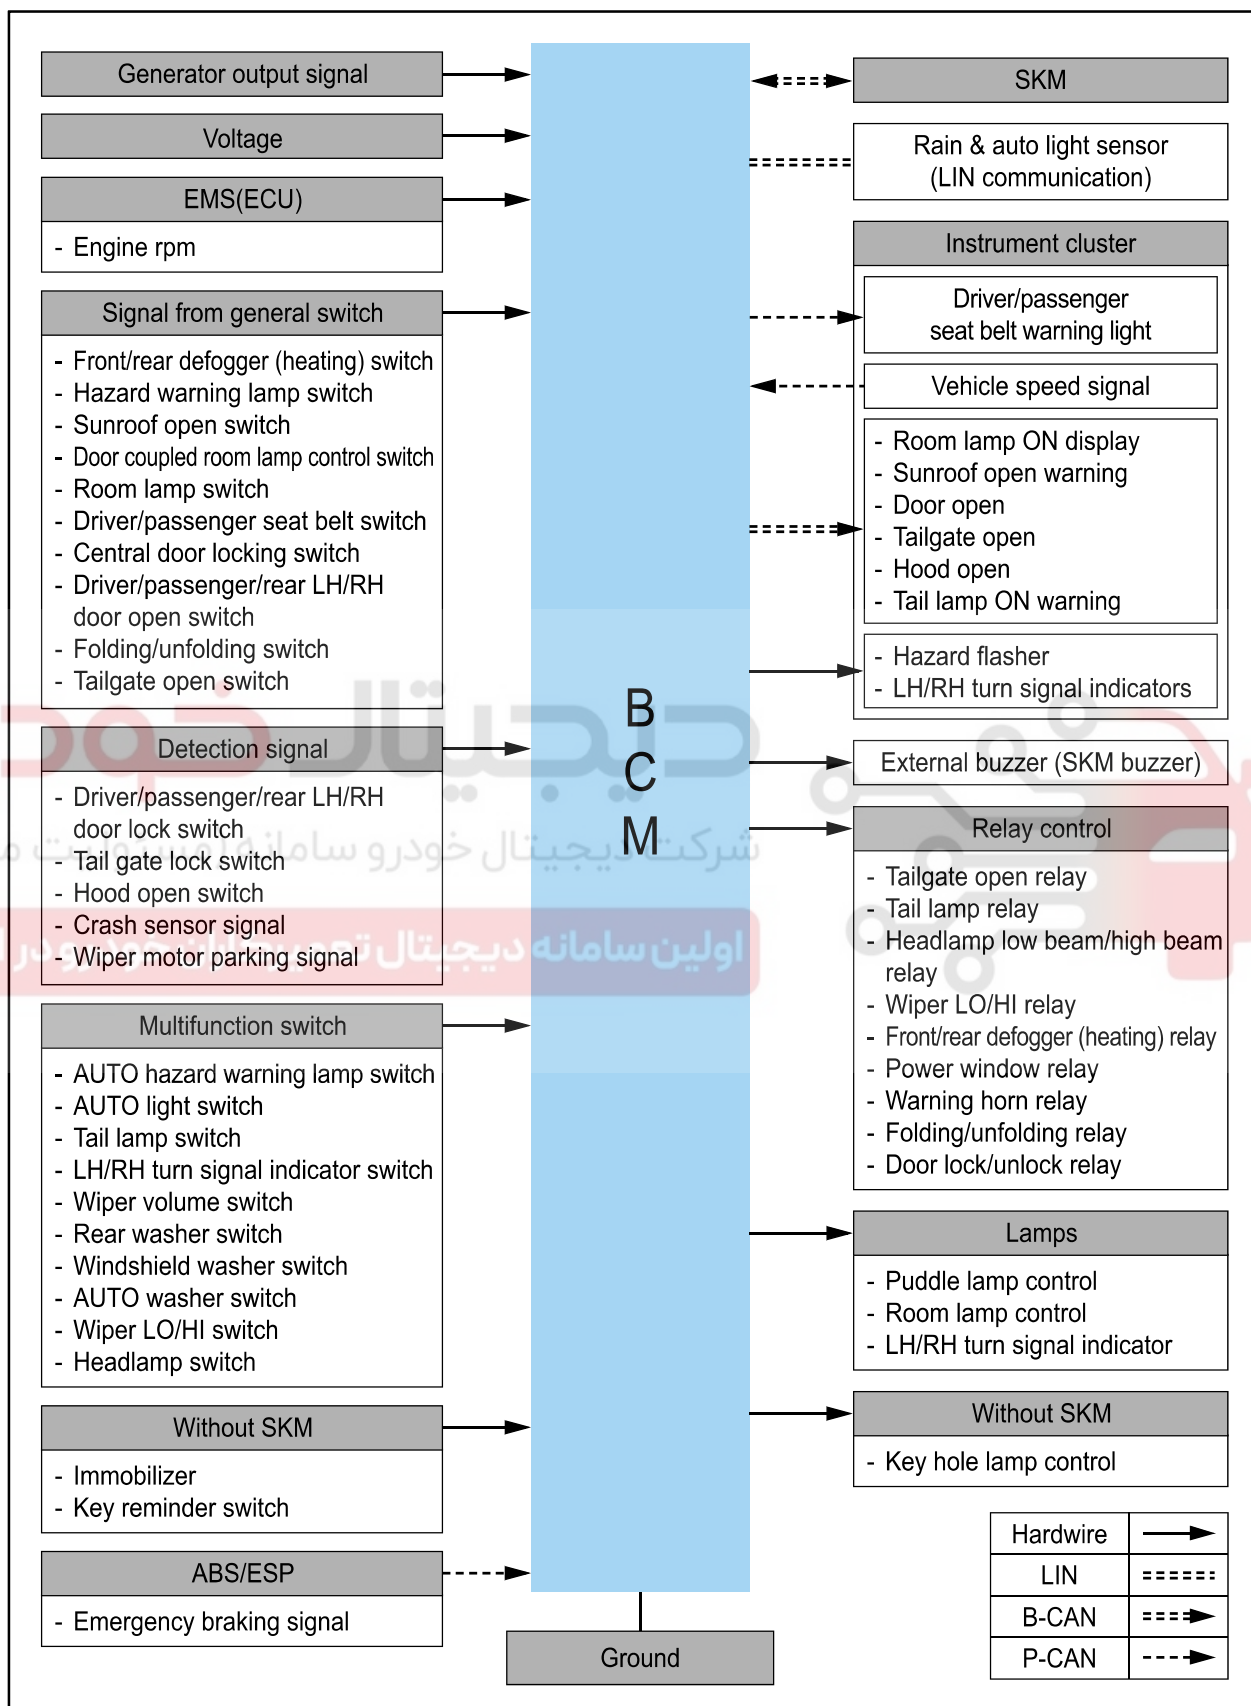 Generator output signal
Voltage
EMS(ECU)
- Engine rpm
Signal from general switch
- Front/rear defogger (heating) switch
- Hazard warning lamp switch
- Sunroof open switch
- Door coupled room lamp control switch
- Room lamp switch
- Driver/passenger seat belt switch
- Central door locking switch
- Driver/passenger/rear LH/RH
door open switch
- Folding/unfolding switch
- Tailgate open switch
Detection signal
- Driver/passenger/rear LH/RH
door lock switch
- Tail gate lock switch
- Hood open switch
- Crash sensor signal
- Wiper motor parking signal
Multifunction switch
- AUTO hazard warning lamp switch
- AUTO light switch
- Tail lamp switch
- LH/RH turn signal indicator switch
- Wiper volume switch
- Rear washer switch
- Windshield washer switch
- AUTO washer switch
- Wiper LO/HI switch
- Headlamp switch
Without SKM
- Immobilizer
- Key reminder switch
ABS/ESP
- Emergency braking signal
B
C
M
Ground
SKM
Rain & auto light sensor
(LIN communication)
Instrument cluster
Driver/passenger
seat belt warning light
Vehicle speed signal
- Room lamp ON display
- Sunroof open warning
- Door open
- Tailgate open
- Hood open
- Tail lamp ON warning
- Hazard flasher
- LH/RH turn signal indicators
External buzzer (SKM buzzer)
Relay control
- Tailgate open relay
- Tail lamp relay
- Headlamp low beam/high beam
relay
- Wiper LO/HI relay
- Front/rear defogger (heating) relay
- Power window relay
- Warning horn relay
- Folding/unfolding relay
- Door lock/unlock relay
Lamps
- Puddle lamp control
- Room lamp control
- LH/RH turn signal indicator
Without SKM
- Key hole lamp control
Hardwire
LIN
B-CAN
P-CAN
دیجیتال خودرو
شرکت دیجیتال خودرو سامانه (مسئولیت
اولین سامانه دیجیتال تعمیرکاران خودرو در